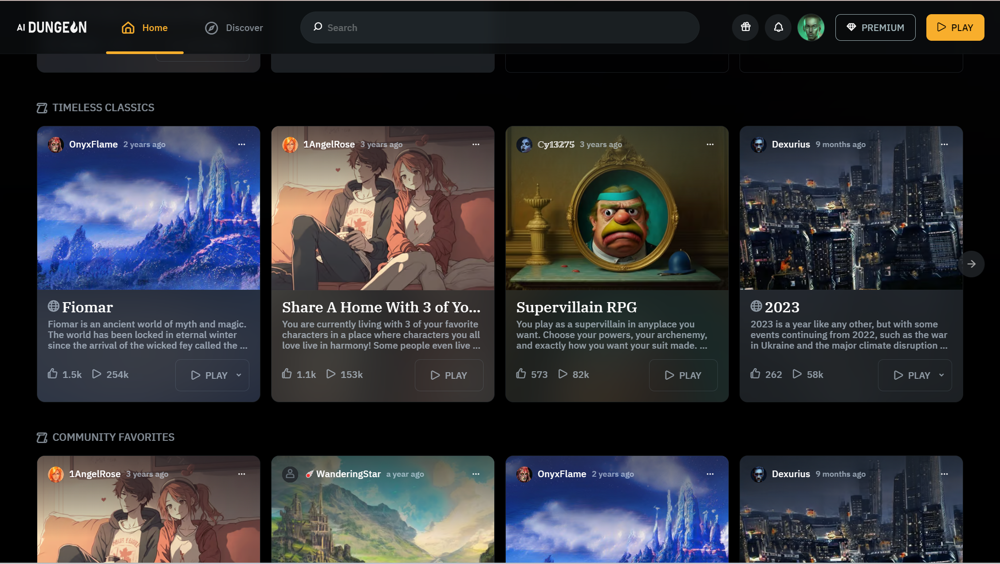 AI DUNGEON
Home
Discover
Search
PREMIUM
PLAY
TIMELESS CLASSICS
OnyxFlame 2 years ago
Fiomar
Fiomar is an ancient world of myth and magic.
The world has been locked in eternal winter
since the arrival of the wicked fey called the ...
1.5k 254k
PLAY
1AngelRose 3 years ago
Share A Home With 3 of Yo...
You are currently living with 3 of your favorite
characters in a place where characters you all
love live in harmony! Some people even live ...
1.1k 153k
PLAY
Cy13275 3 years ago
Supervillain RPG
You play as a supervillain in anyplace you
want. Choose your powers, your archenemy,
and exactly how you want your suit made. ...
573 82k
PLAY
Dexurius 9 months ago
2023
2023 is a year like any other, but with some
events continuing from 2022, such as the war
in Ukraine and the major climate disruption ...
262 58k
PLAY
COMMUNITY FAVORITES
1AngelRose 3 years ago
WanderingStar a year ago
OnyxFlame 2 years ago
Dexurius 9 months ago